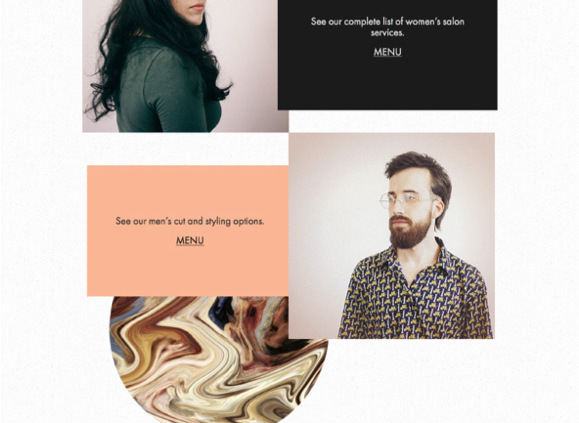 See our complete list of women's salon
services.
MENU
See our men's cut and styling options.
MENU